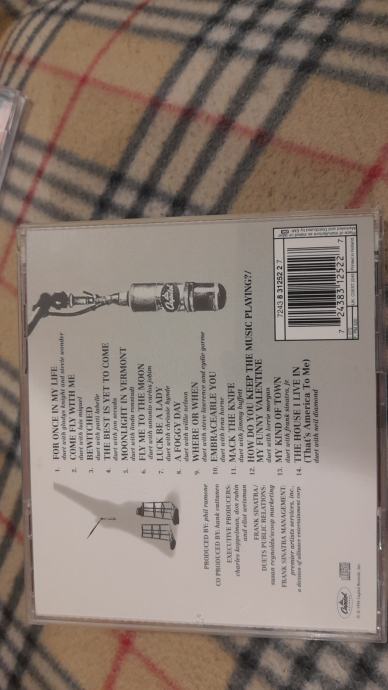 1. FOR ONCE IN MY LIFE
duet with gladys knight and stevie wonder
2. COME FLY WITH ME
duet with luis miguel
3. BEWITCHED
duet with patti labelle
4. THE BEST IS YET TO COME
duet with jon secada
5. MOONLIGHT IN VERMONT
duet with linda ronstadt
6. FLY ME TO THE MOON
duet with antonio carlos jobim
7. LUCK BE A LADY
duet with chrissie hynde
8. A FOGGY DAY
duet with willie nelson
9. WHERE OR WHEN
duet with steve lawrence and eydie gorme
10. EMBRACEABLE YOU
duet with lena horne
11. MACK THE KNIFE
duet with jimmy buffett
12. HOW DO YOU KEEP THE MUSIC PLAYING?/
MY FUNNY VALENTINE
duet with lorrie morgan
13. MY KIND OF TOWN
duet with frank sinatra, jr.
14. THE HOUSE I LIVE IN
(That's America To Me)
duet with neil diamond
PRODUCED BY: phil ramone
CO PRODUCED BY: hank cattaneo
EXECUTIVE PRODUCERS:
charles koppelman, don rubin
and eliot weisman
FRANK SINATRA/
DUETS PUBLIC RELATIONS:
susan reynolds/scoop marketing
FRANK SINATRA MANAGEMENT:
premier artists services, inc.,
a division of alliance entertainment corp.
Capitol
7243 8 31252 2 7
7 24383 12522 7